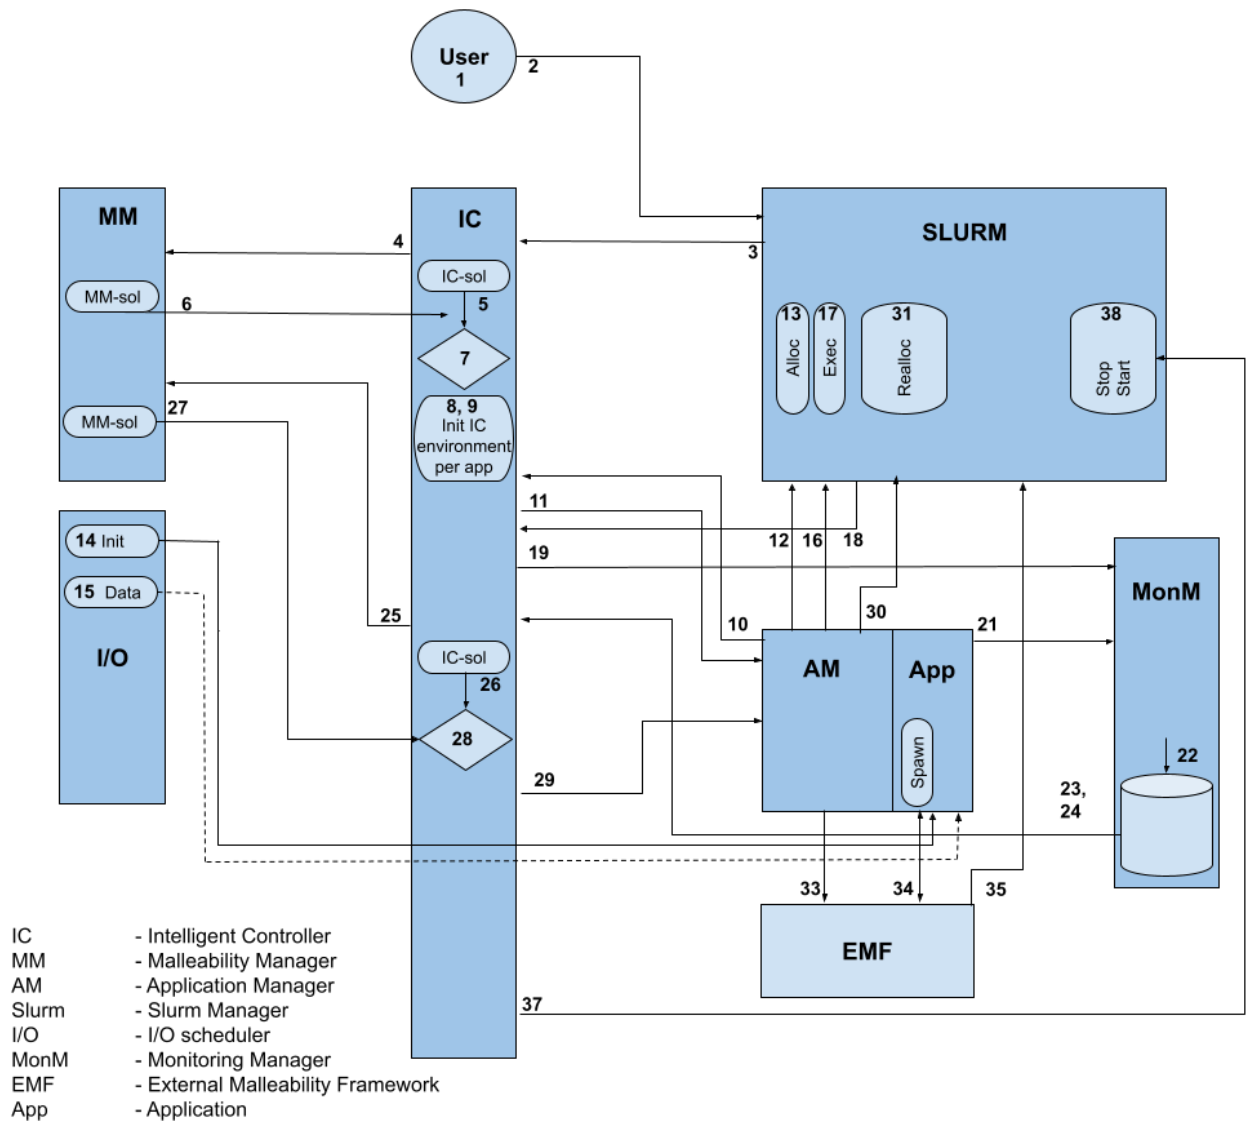 User
1
2
MM
IC
SLURM
4
3
IC-sol
MM-sol
6
5
13
Alloc
17
Exec
31
Realloc
38
Stop
Start
7
MM-sol
27
8, 9
Init IC
environment
per app
11
14 Init
12
16
18
19
15 Data
MonM
25
10
30
21
I/O
IC-sol
AM
App
26
28
Spawn
22
29
23,
24
33
34
35
EMF
37
IC - Intelligent Controller
MM - Malleability Manager
AM - Application Manager
Slurm - Slurm Manager
I/O - I/O scheduler
MonM - Monitoring Manager
EMF - External Malleability Framework
App - Application